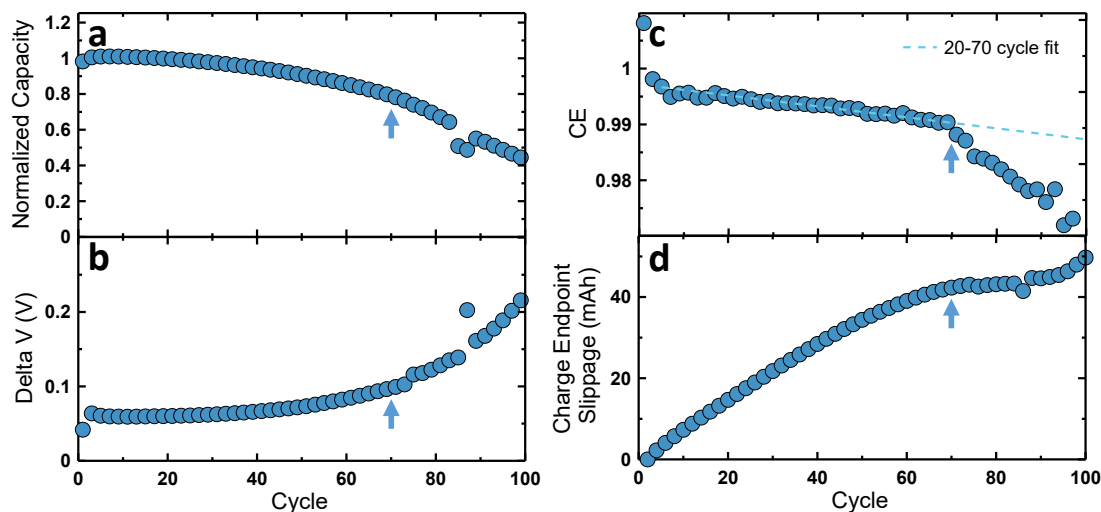 a
Normalized Capacity
1.2
1
0.8
0.6
0.4
0.2
0
b
Delta V (V)
0.2
0.1
0
0
20
40
60
80
100
Cycle
c
20-70 cycle fit
CE
1
0.99
0.98
d
Charge Endpoint
Slippage (mAh)
40
20
0
0
20
40
60
80
100
Cycle